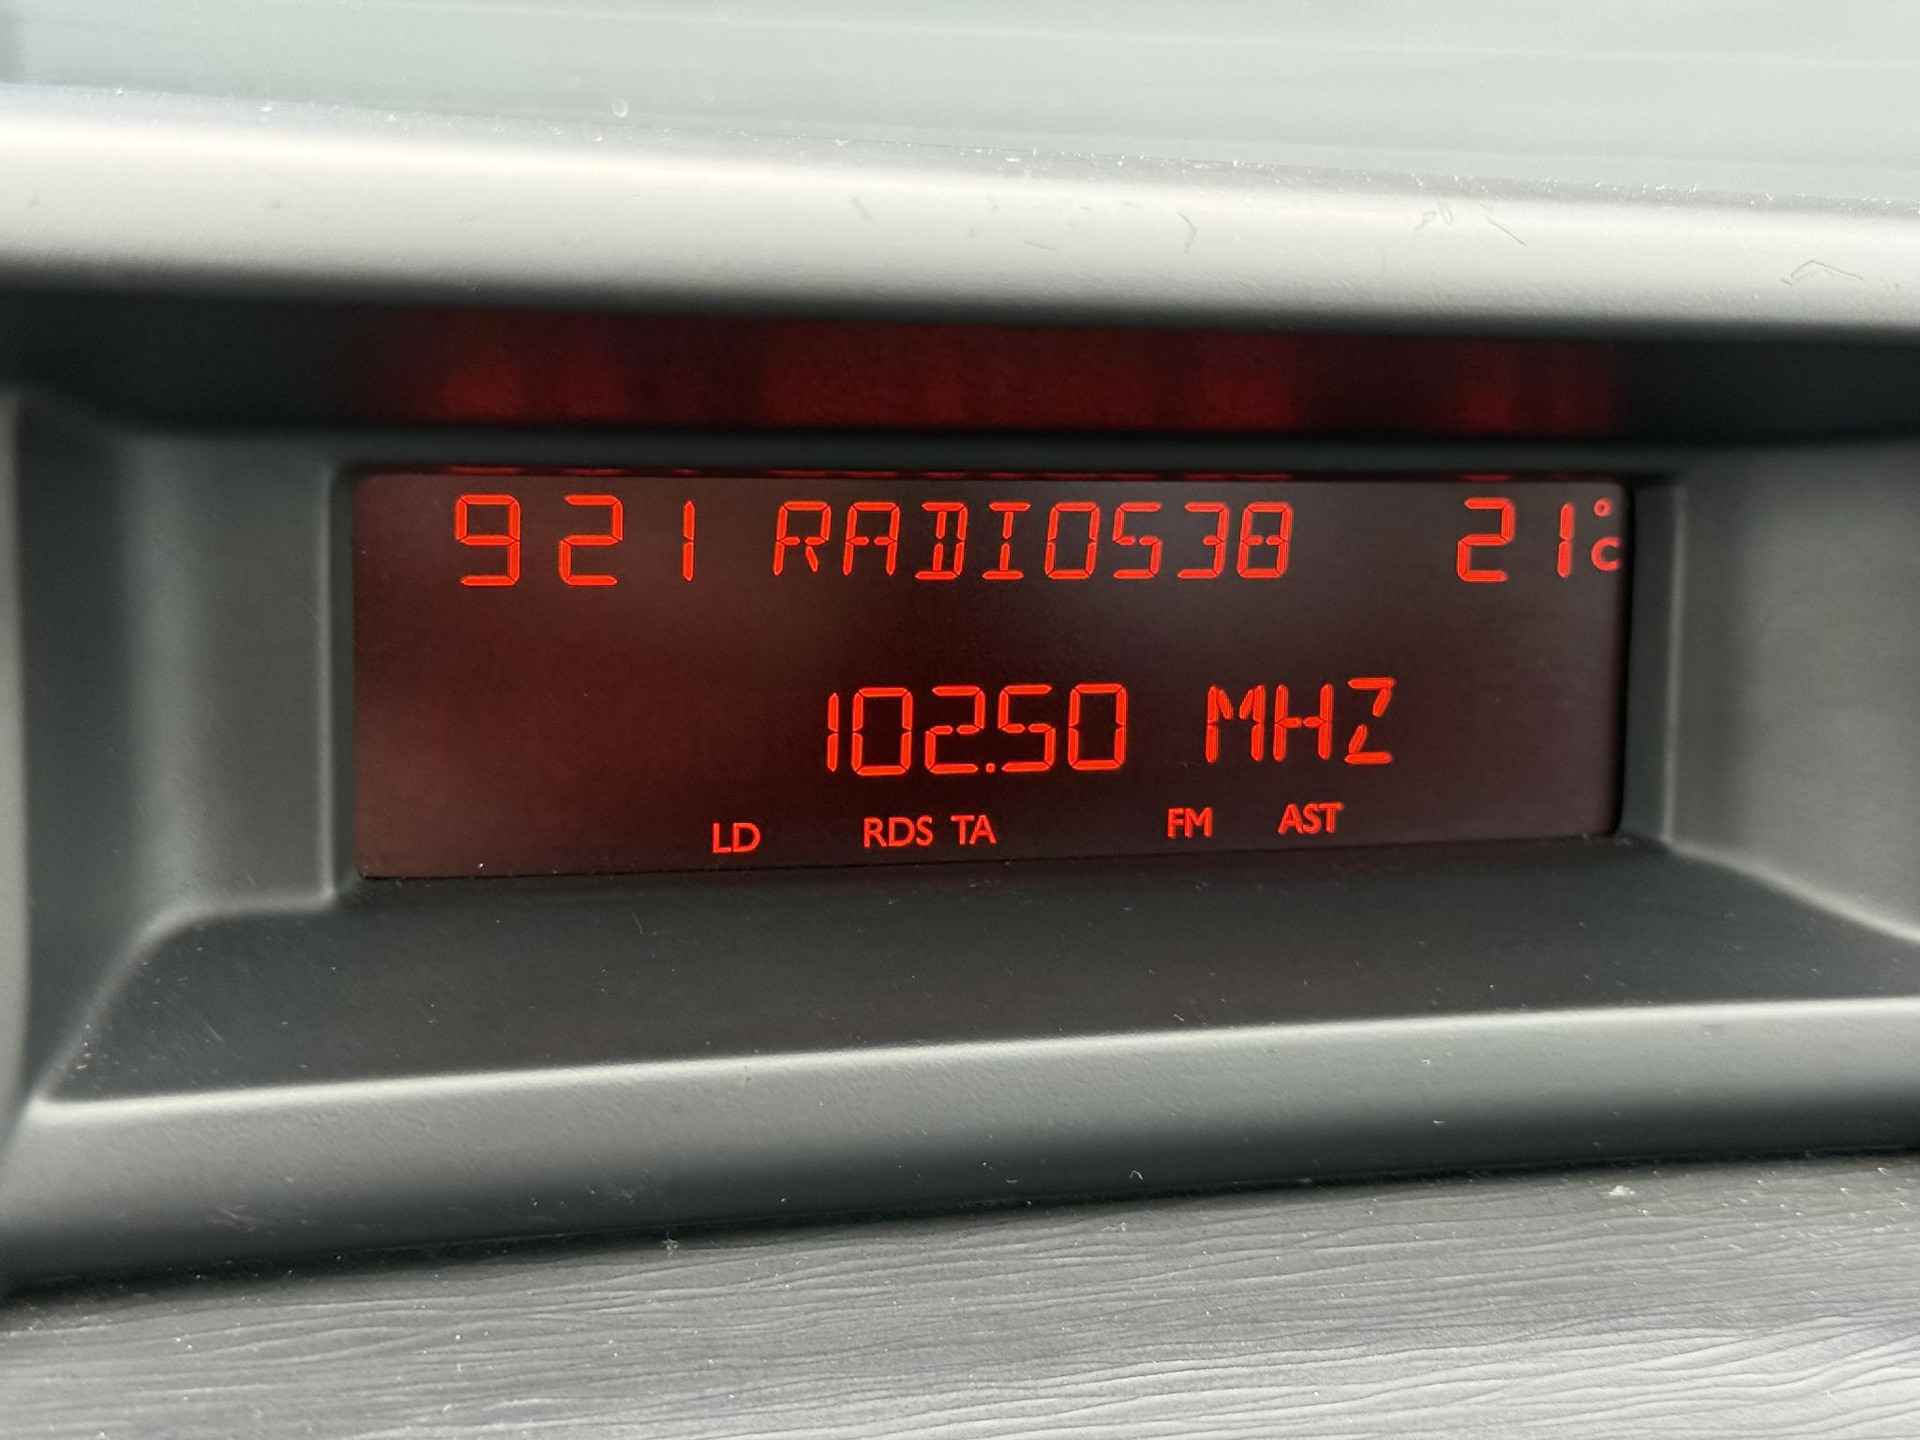 921 RADIO538 21°C
102.50 MHZ
LD RDS TA FM AST